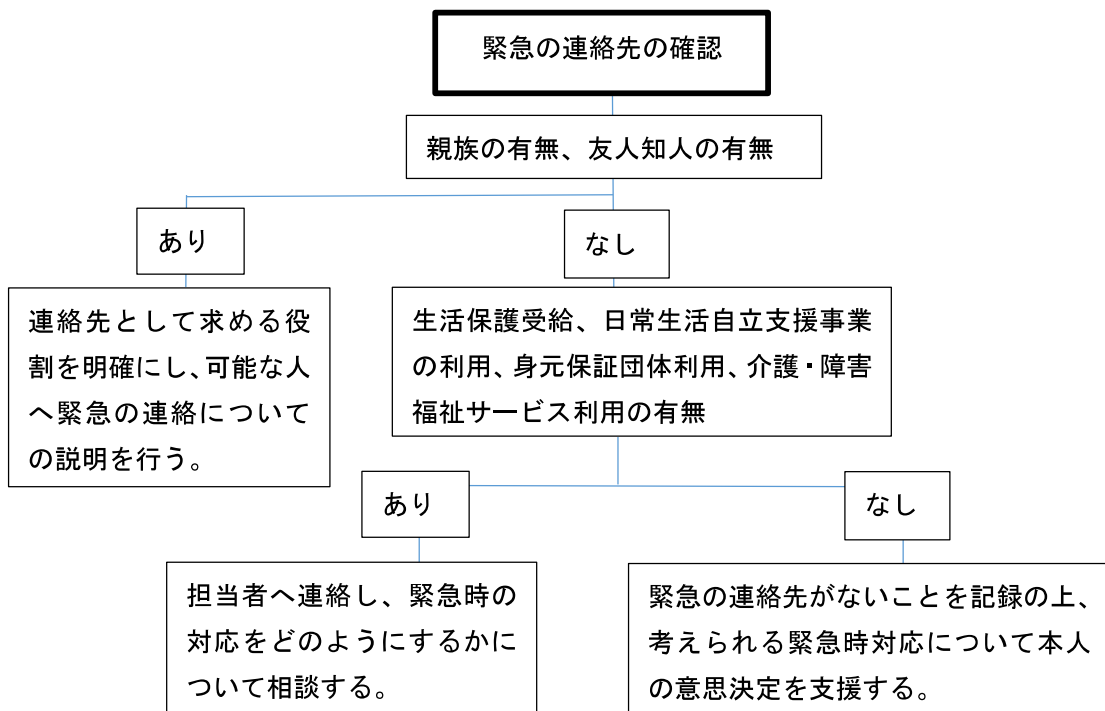 緊急の連絡先の確認
親族の有無、友人知人の有無
あり
なし
連絡先として求める役
割を明確にし、可能な人
へ緊急の連絡について
の説明を行う。
生活保護受給、日常生活自立支援事業
の利用、身元保証団体利用、介護・障害
福祉サービス利用の有無
あり
なし
担当者へ連絡し、緊急時の
対応をどのようにするかに
ついて相談する。
緊急の連絡先がないことを記録の上、
考えられる緊急時対応について本人
の意思決定を支援する。